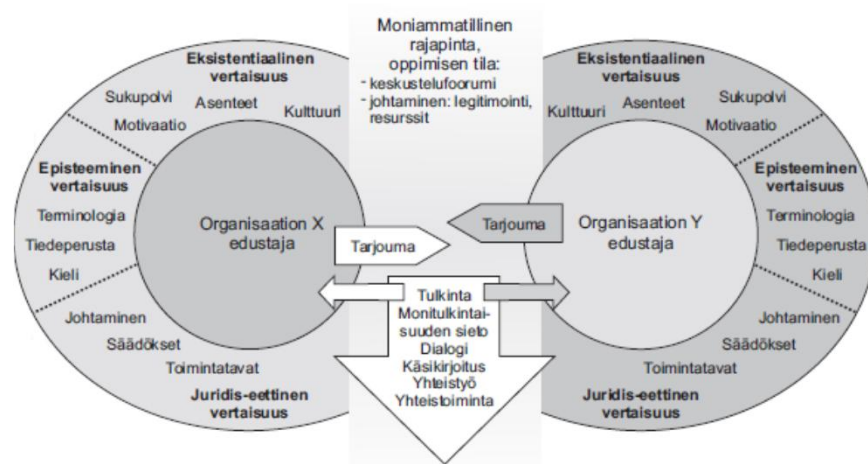 Moniammatillinen
rajapinta,
oppimisen tila:
- keskustelufoorumi
- johtaminen: legitimointi,
resurssit
Eksistentiaalinen
vertaisuus
Sukupolvi
Asenteet
Kulttuuri
Motivaatio
Episteeminen
vertaisuus
Terminologia
Tiedeperusta
Kieli
Johtaminen
Säädökset
Toimintatavat
Juridis-eettinen
vertaisuus
Organisaation X
edustaja
Tarjouma
Tulkinta
Monitulkintai-
suuden sieto
Dialogi
Käsikirjoitus
Yhteistyö
Yhteistoiminta
Tarjouma
Organisaation Y
edustaja
Eksistentiaalinen
vertaisuus
Sukupolvi
Asenteet
Kulttuuri
Motivaatio
Episteeminen
vertaisuus
Terminologia
Tiedeperusta
Kieli
Johtaminen
Säädökset
Toimintatavat
Juridis-eettinen
vertaisuus